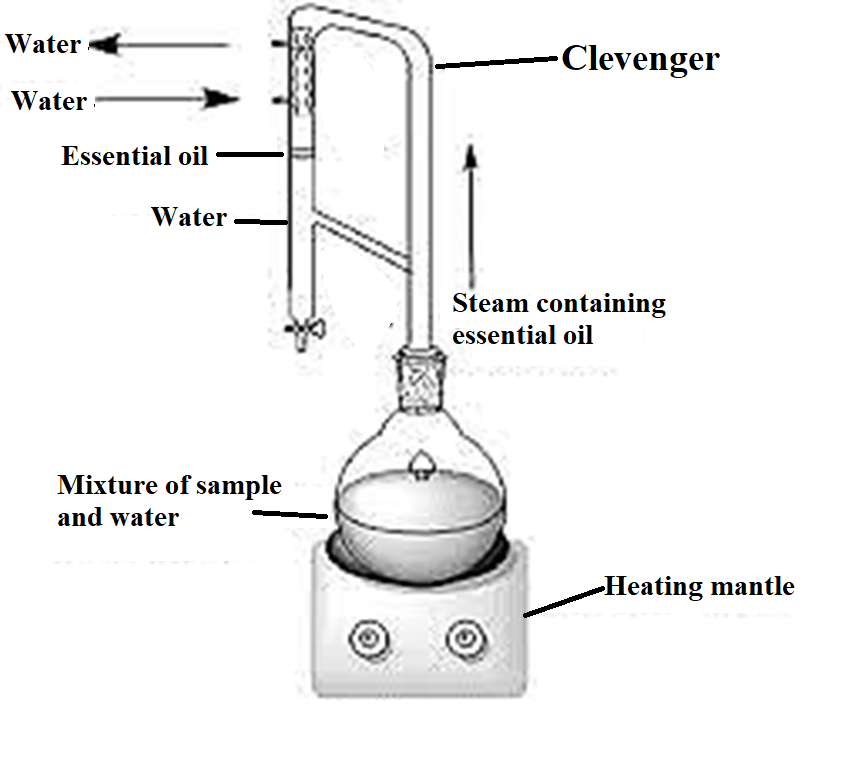 Water
Clevenger
Water
Essential oil
Water
Steam containing
essential oil
Mixture of sample
and water
Heating mantle